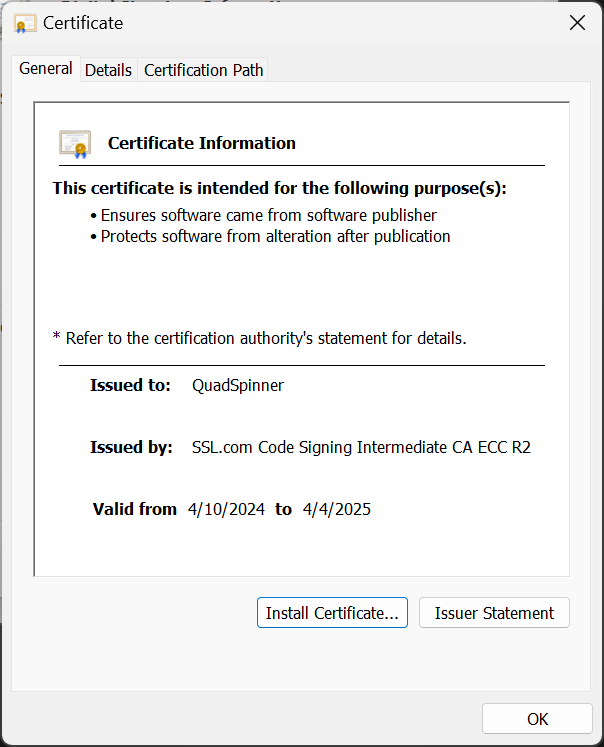 Certificate
General
Details
Certification Path
Certificate Information
This certificate is intended for the following purpose(s):
• Ensures software came from software publisher
• Protects software from alteration after publication
* Refer to the certification authority's statement for details.
Issued to: QuadSpinner
Issued by: SSL.com Code Signing Intermediate CA ECC R2
Valid from 4/10/2024 to 4/4/2025
Install Certificate...
Issuer Statement
OK